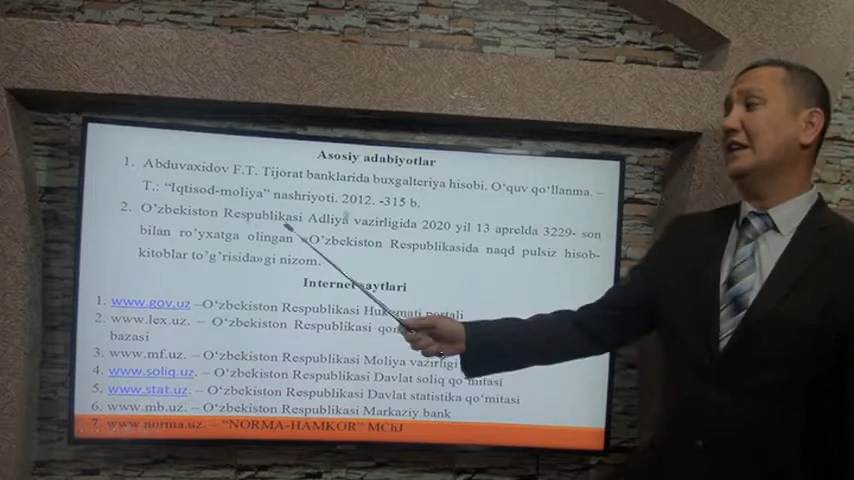 Asosiy adabiyotlar
1. Abduvaxidov F.T. Tijorat banklarida buxgalteriya hisobi. O‘quv qo‘llanma. –
T.: “Iqtisod-moliya” nashriyoti. 2012. -315 b.
2. O’zbekiston Respublikasi Adliya vazirligida 2020 yil 13 aprelda 3229- son
bilan ro’yxatga olingan «O’zbekiston Respublikasida naqd pulsiz hisob-
kitoblar to’g’risida»gi nizom.
Internet saytlari
1. www.gov.uz –O‘zbekiston Respublikasi Hukumati portali
2. www.lex.uz. – O‘zbekiston Respublikasi
bazasi
3. www.mf.uz. – O‘zbekiston Respublikasi Moliya vazirligi
4. www.soliq.uz. – O‘zbekiston Respublikasi Davlat soliq qo‘mitasi
5. www.stat.uz. – O‘zbekiston Respublikasi Davlat statistika qo‘mitasi
6. www.mb.uz. – O‘zbekiston Respublikasi Markaziy bank
7. www.norma.uz. – “NORMA-HAMKOR” MChJ